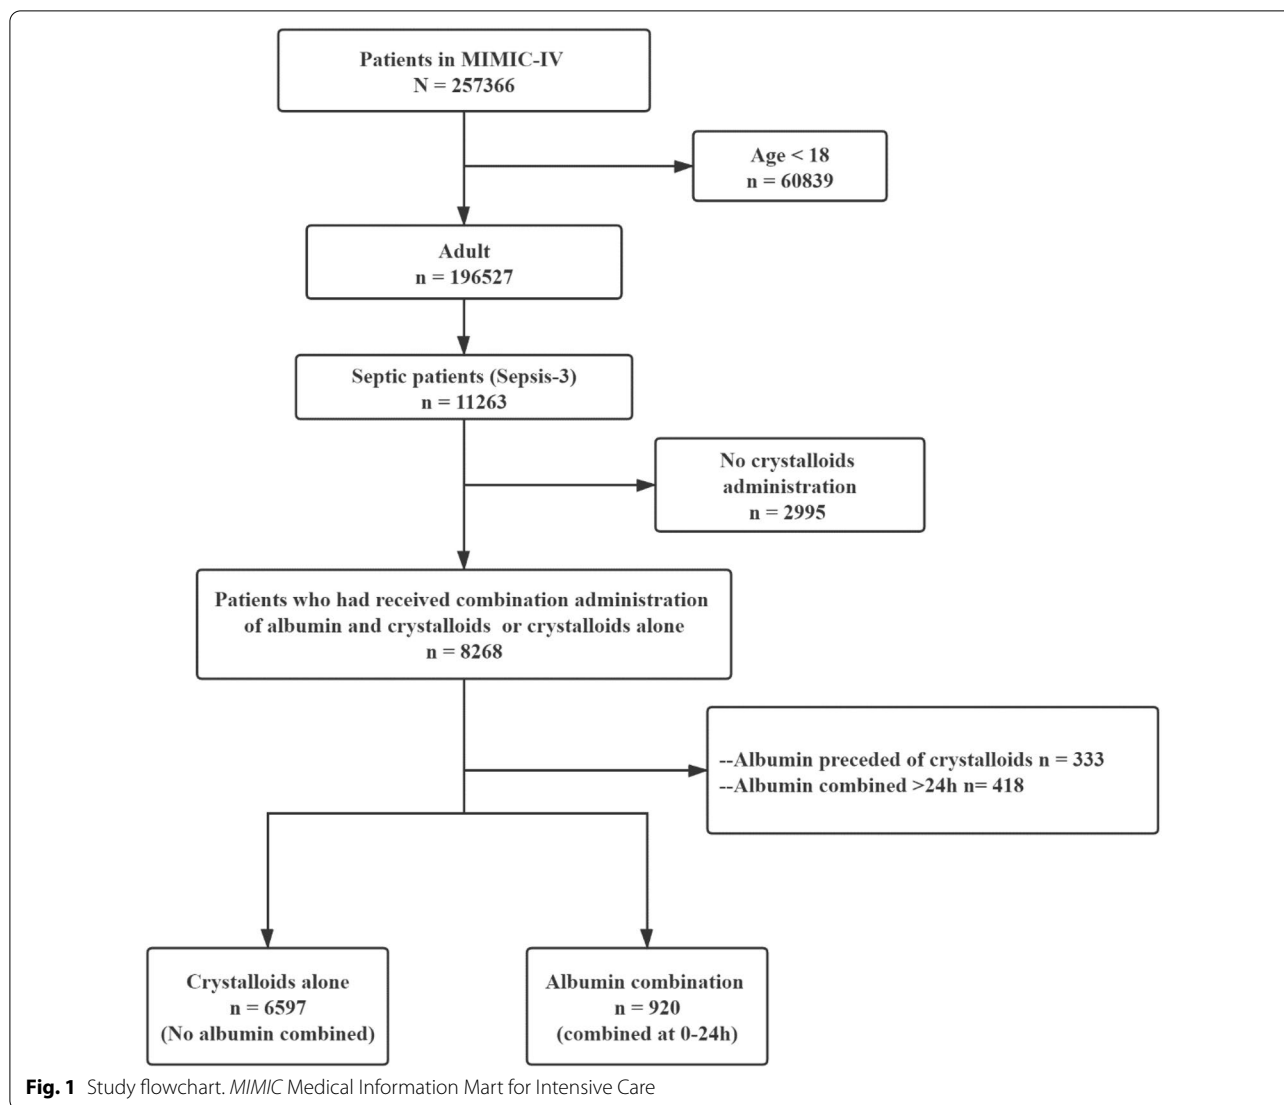 Patients in MIMIC-IV
N = 257366
Age < 18
n = 60839
Adult
n = 196527
Septic patients (Sepsis-3)
n = 11263
No crystalloids
administration
n = 2995
Patients who had received combination administration
of albumin and crystalloids or crystalloids alone
n = 8268
--Albumin preceded of crystalloids n = 333
--Albumin combined >24h n= 418
Crystalloids alone
n = 6597
(No albumin combined)
Albumin combination
n = 920
(combined at 0-24h)
Fig. 1 Study flowchart. MIMIC Medical Information Mart for Intensive Care